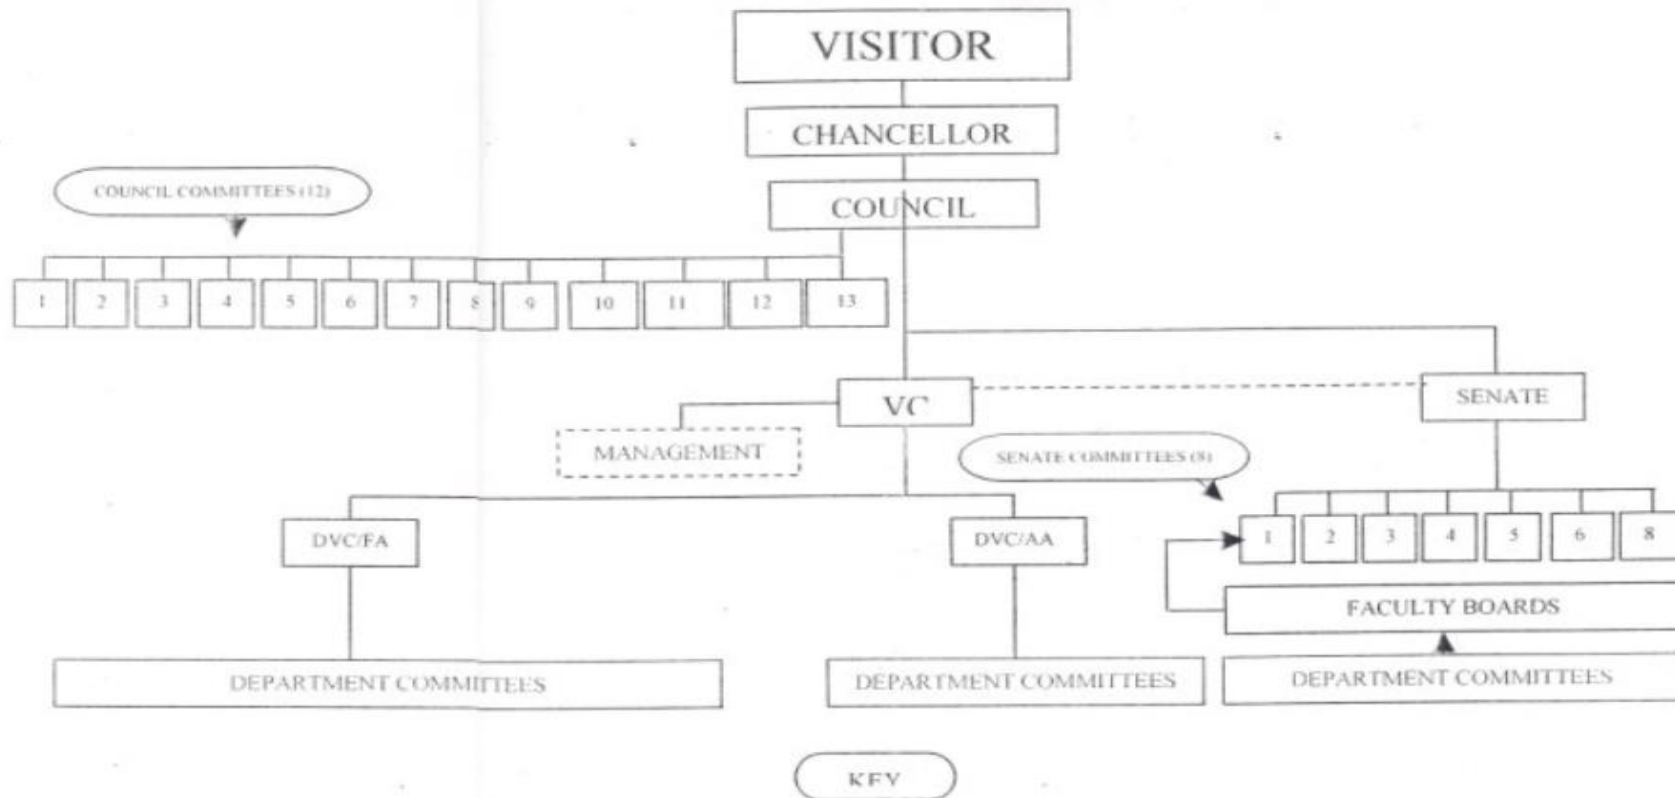 VISITOR
CHANCELLOR
COUNCIL COMMITTEES (12)
COUNCIL
1 2 3 4 5 6 7 8 9 10 11 12 13
VC
SENATE
MANAGEMENT
SENATE COMMITTEES (8)
DVC/FA
DVC/AA
1 2 3 4 5 6 8
FACULTY BOARDS
DEPARTMENT COMMITTEES
DEPARTMENT COMMITTEES
DEPARTMENT COMMITTEES
KEY